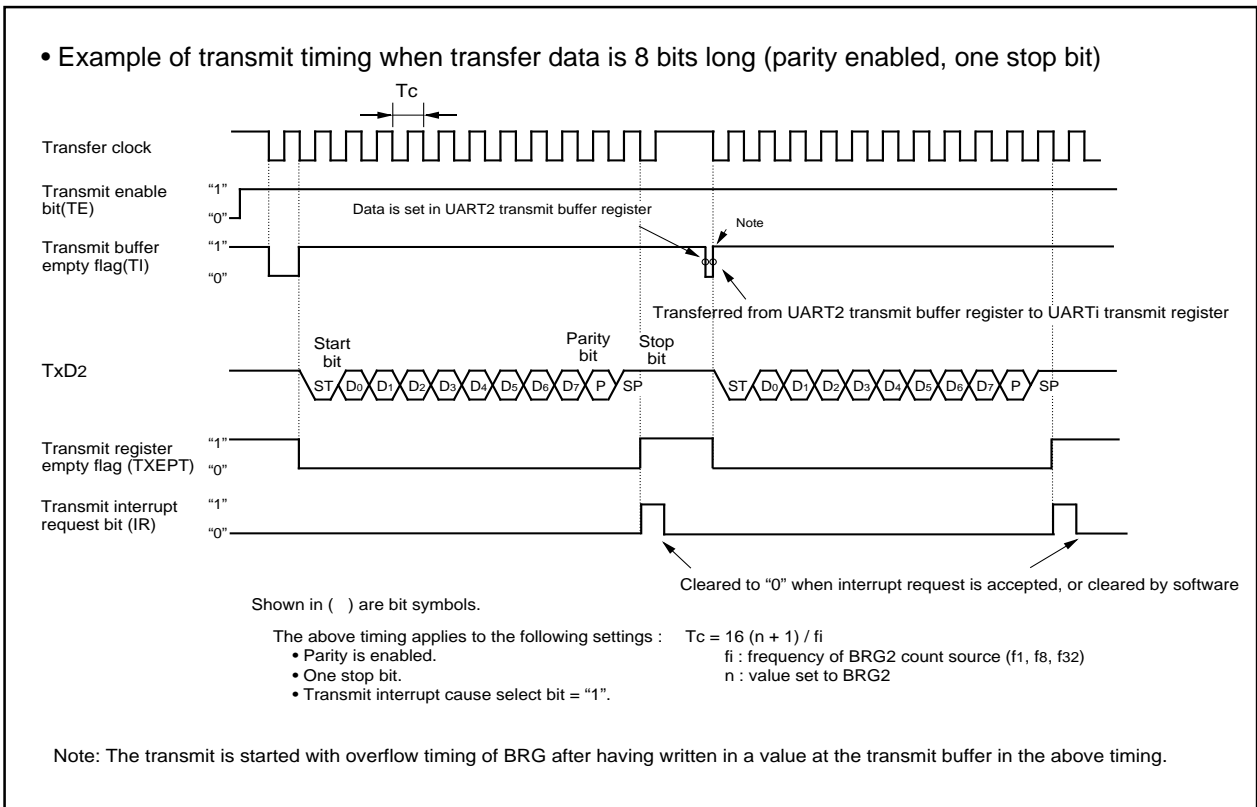 • Example of transmit timing when transfer data is 8 bits long (parity enabled, one stop bit)
Tc
Transfer clock
Transmit enable
bit(TE)
“1”
“0”
Data is set in UART2 transmit buffer register
Note
Transmit buffer
empty flag(TI)
“1”
“0”
Transferred from UART2 transmit buffer register to UARTi transmit register
Start
bit
Parity
bit
Stop
bit
TxD2
ST D0 D1 D2 D3 D4 D5 D6 D7 P SP
ST D0 D1 D2 D3 D4 D5 D6 D7 P SP
Transmit register
empty flag (TXEPT)
“1”
“0”
Transmit interrupt
request bit (IR)
“1”
“0”
Cleared to “0” when interrupt request is accepted, or cleared by software
Shown in ( ) are bit symbols.
The above timing applies to the following settings :
• Parity is enabled.
• One stop bit.
• Transmit interrupt cause select bit = “1”.
Tc = 16 (n + 1) / fi
fi : frequency of BRG2 count source (f1, f8, f32)
n : value set to BRG2
Note: The transmit is started with overflow timing of BRG after having written in a value at the transmit buffer in the above timing.